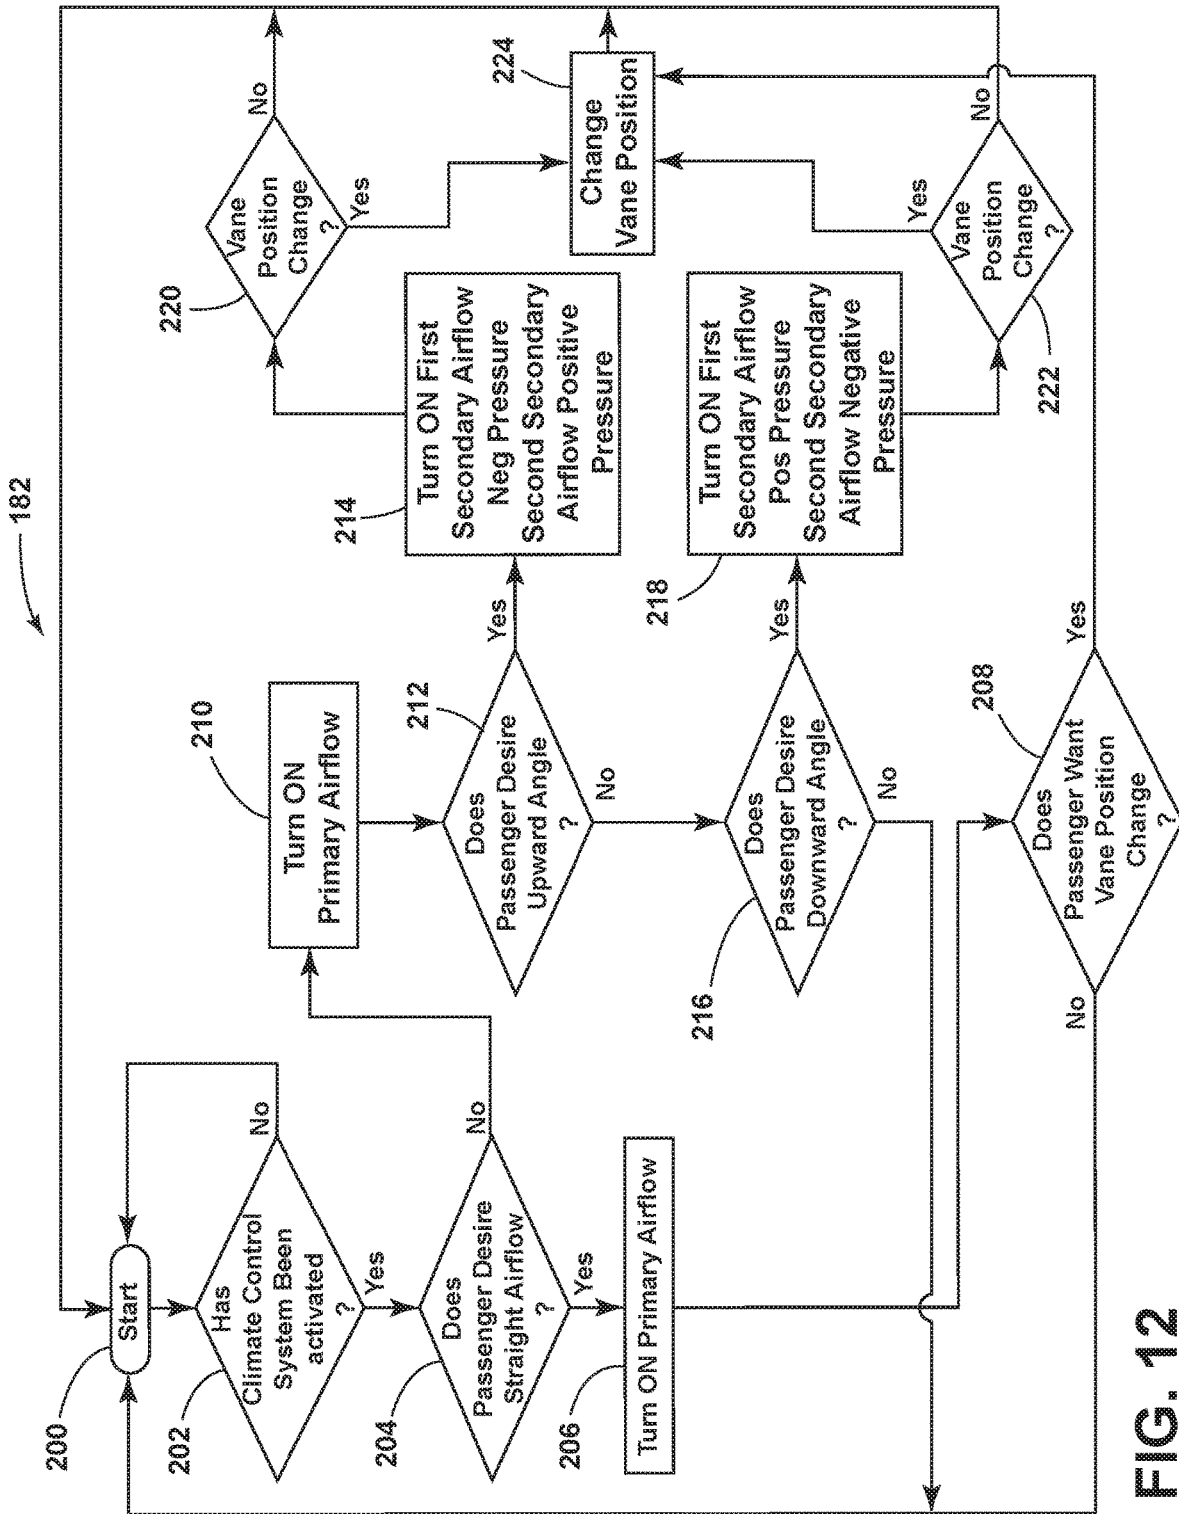 182
200
Start
202
Has
Climate Control
System Been
activated
?
No
Yes
204
Does
Passenger Desire
Straight Airflow
?
No
Yes
206
Turn ON Primary Airflow
210
Turn ON
Primary Airflow
212
Does
Passenger Desire
Upward Angle
?
Yes
No
214
Turn ON First
Secondary Airflow
Neg Pressure
Second Secondary
Airflow Positive
Pressure
216
Does
Passenger Desire
Downward Angle
?
Yes
No
218
Turn ON First
Secondary Airflow
Pos Pressure
Second Secondary
Airflow Negative
Pressure
208
Does
Passenger Want
Vane Position
Change
?
No
Yes
220
Vane
Position
Change
?
No
Yes
222
Vane
Position
Change
?
Yes
No
224
Change
Vane Position
FIG. 12